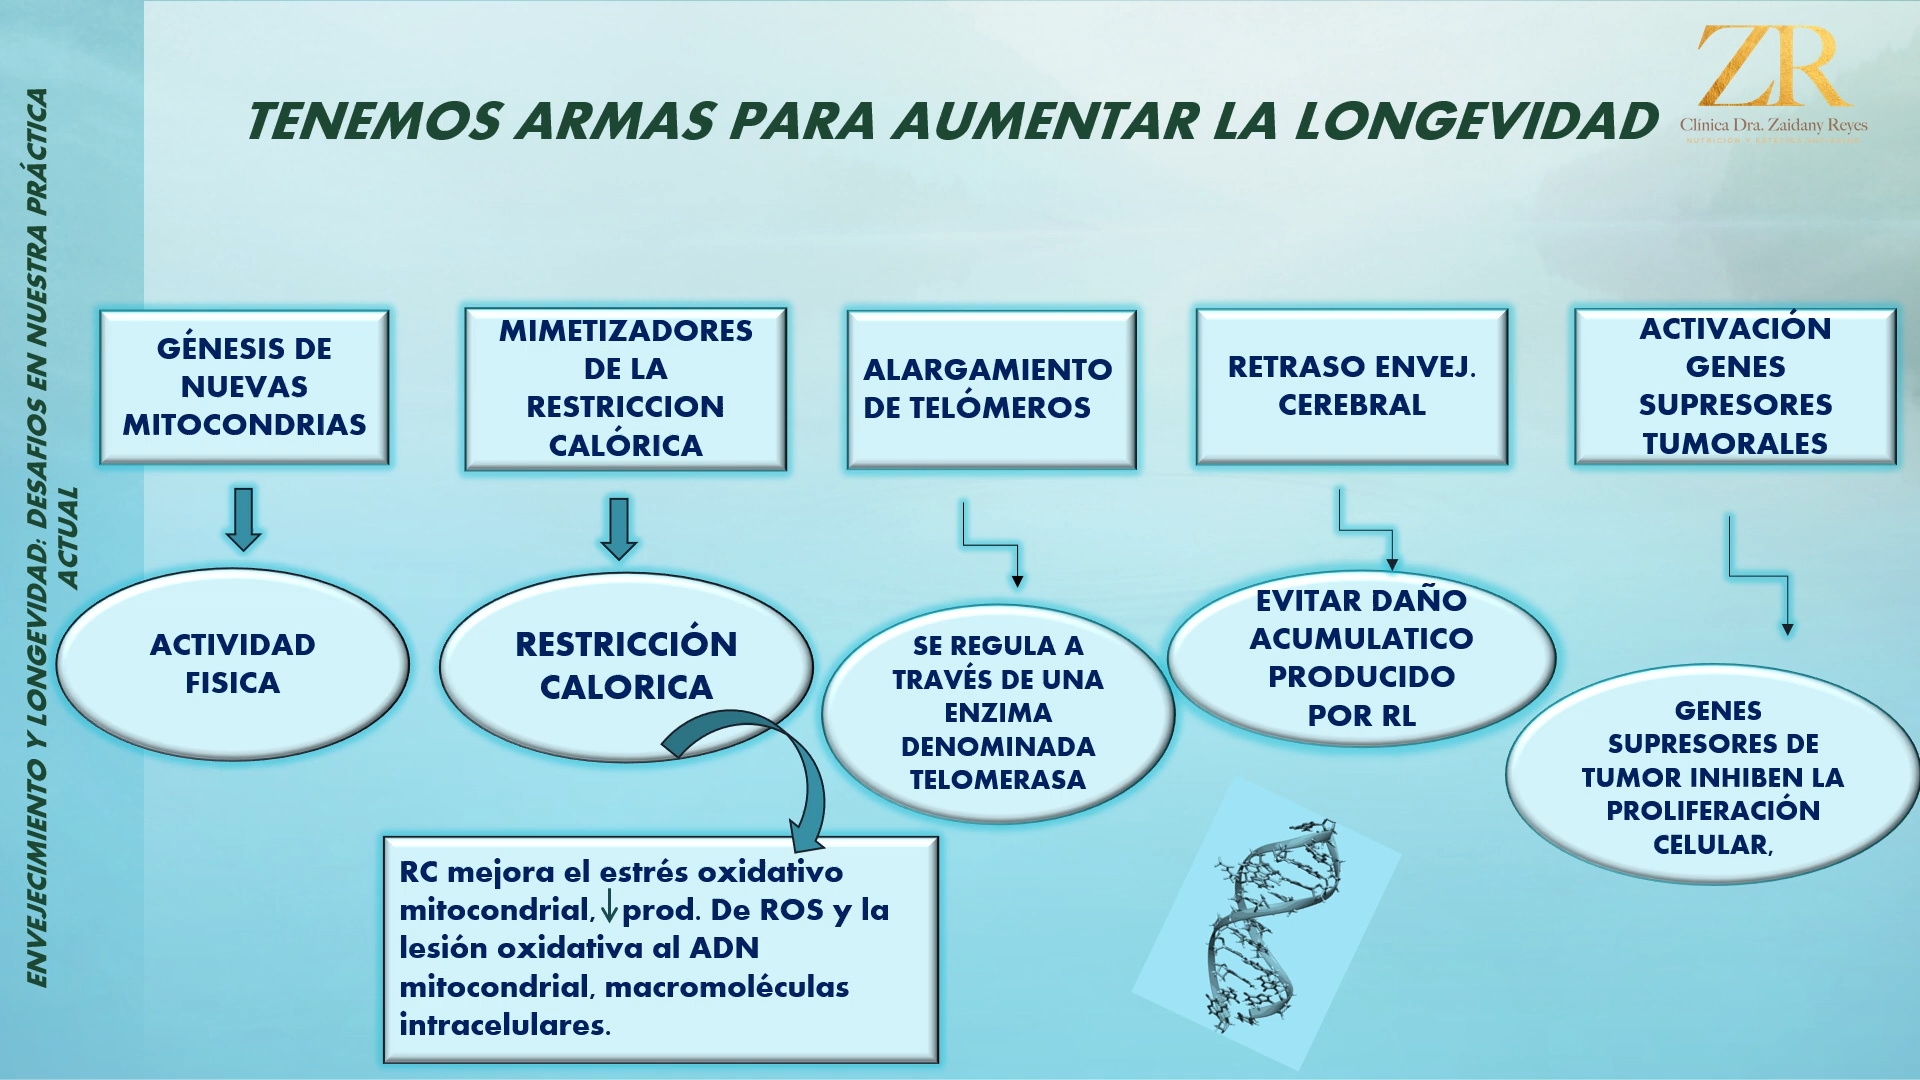 TENEMOS ARMAS PARA AUMENTAR LA LONGEVIDAD
ZR
Clínica Dra. Zaidany Reyes
ENVEJECIMIENTO Y LONGEVIDAD: DESAFIOS EN NUESTRA PRÁCTICA
ACTUAL
GÉNESIS DE
NUEVAS
MITOCONDRIAS
MIMETIZADORES
DE LA
RESTRICCION
CALÓRICA
ALARGAMIENTO
DE TELÓMEROS
RETRASO ENVEJ.
CEREBRAL
ACTIVACIÓN
GENES
SUPRESORES
TUMORALES
ACTIVIDAD
FISICA
RESTRICCIÓN
CALORICA
SE REGULA A
TRAVÉS DE UNA
ENZIMA
DENOMINADA
TELOMERASA
EVITAR DAÑO
ACUMULATICO
PRODUCIDO
POR RL
GENES
SUPRESORES DE
TUMOR INHIBEN LA
PROLIFERACIÓN
CELULAR,
RC mejora el estrés oxidativo
mitocondrial, ↓ prod. De ROS y la
lesión oxidativa al ADN
mitocondrial, macromoléculas
intracelulares.